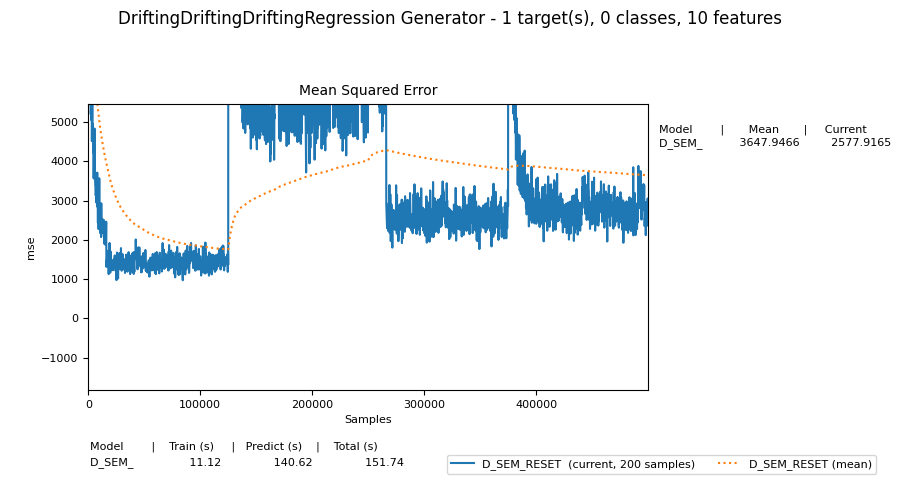 DriftingDriftingDriftingRegression Generator - 1 target(s), 0 classes, 10 features
Mean Squared Error
5000
4000
3000
2000
1000
0
−1000
mse
0 100000 200000 300000 400000
Samples
Model | Mean | Current
D_SEM_ 3647.9466 2577.9165
Model | Train (s) | Predict (s) | Total (s)
D_SEM_ 11.12 140.62 151.74
D_SEM_RESET (current, 200 samples) D_SEM_RESET (mean)